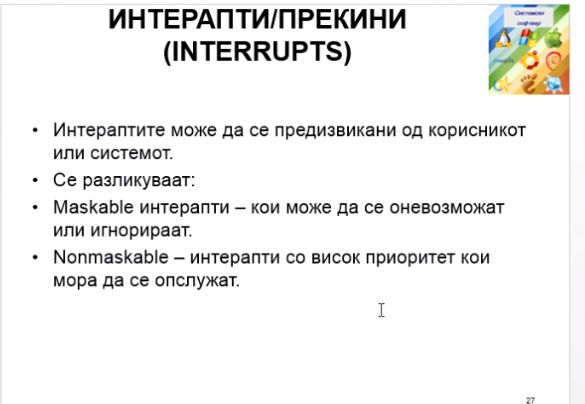 ИНТЕРАПТИ/ПРЕКИНИ
(INTERRUPTS)
Системски
софтвер
• Интераптите може да се предизвикани од корисникот
или системот.
• Се разликуваат:
• Maskable интерапти – кои може да се оневозможат
или игнорираат.
• Nonmaskable – интерапти со висок приоритет кои
мора да се опслужат.
27